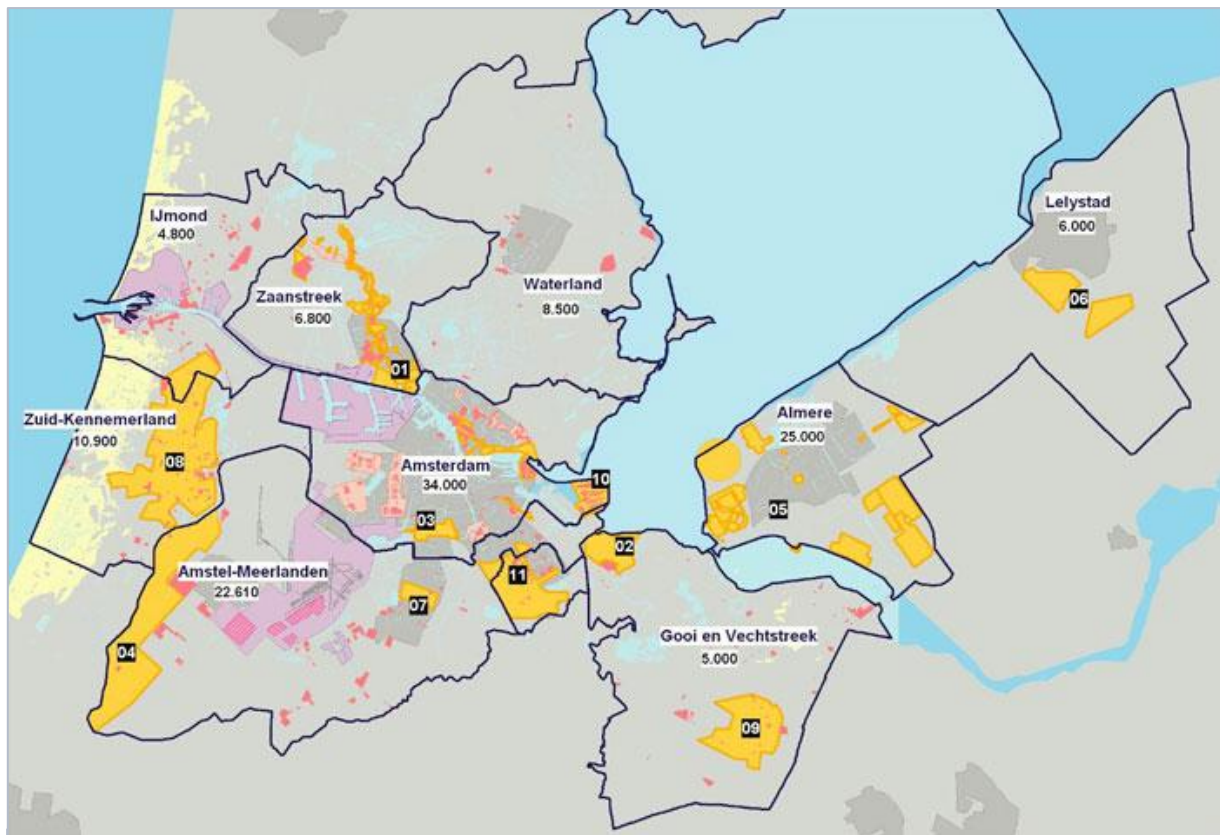 Lelystad
6.000
06
IJmond
4.800
Zaanstreek
6.800
Waterland
8.500
01
Zuid-Kennemerland
10.900
08
Amsterdam
34.000
03
10
Almere
25.000
05
02
Amstel-Meerlanden
22.610
11
07
04
Gooi en Vechtstreek
5.000
09